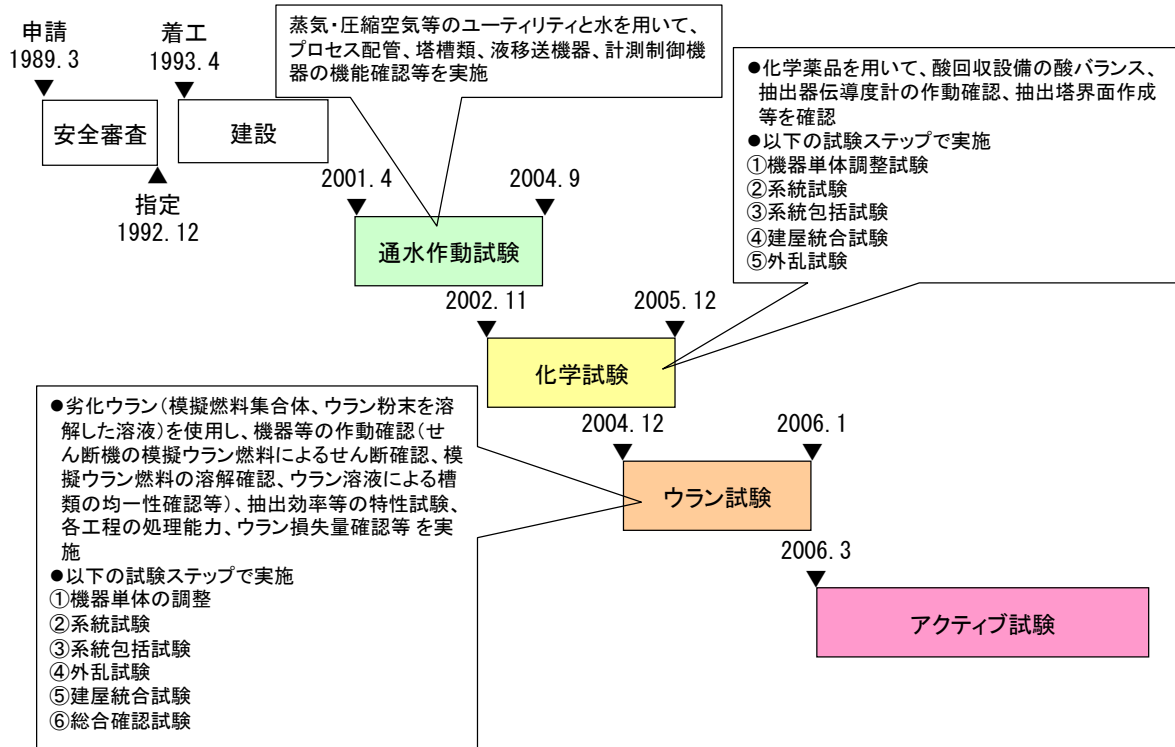 申請
1989.3
着工
1993.4
安全審査
建設
指定
1992.12
蒸気・圧縮空気等のユーティリティと水を用いて、
プロセス配管、塔槽類、液移送機器、計測制御機
器の機能確認等を実施
2001.4
2004.9
通水作動試験
●化学薬品を用いて、酸回収設備の酸バランス、
抽出器伝導度計の作動確認、抽出塔界面作成
等を確認
●以下の試験ステップで実施
①機器単体調整試験
②系統試験
③系統包括試験
④建屋統合試験
⑤外乱試験
2002.11
2005.12
化学試験
●劣化ウラン(模擬燃料集合体、ウラン粉末を溶
解した溶液)を使用し、機器等の作動確認(せ
ん断機の模擬ウラン燃料によるせん断確認、模
擬ウラン燃料の溶解確認、ウラン溶液による槽
類の均一性確認等)、抽出効率等の特性試験、
各工程の処理能力、ウラン損失量確認等 を実
施
●以下の試験ステップで実施
①機器単体の調整
②系統試験
③系統包括試験
④外乱試験
⑤建屋統合試験
⑥総合確認試験
2004.12
2006.1
ウラン試験
2006.3
アクティブ試験